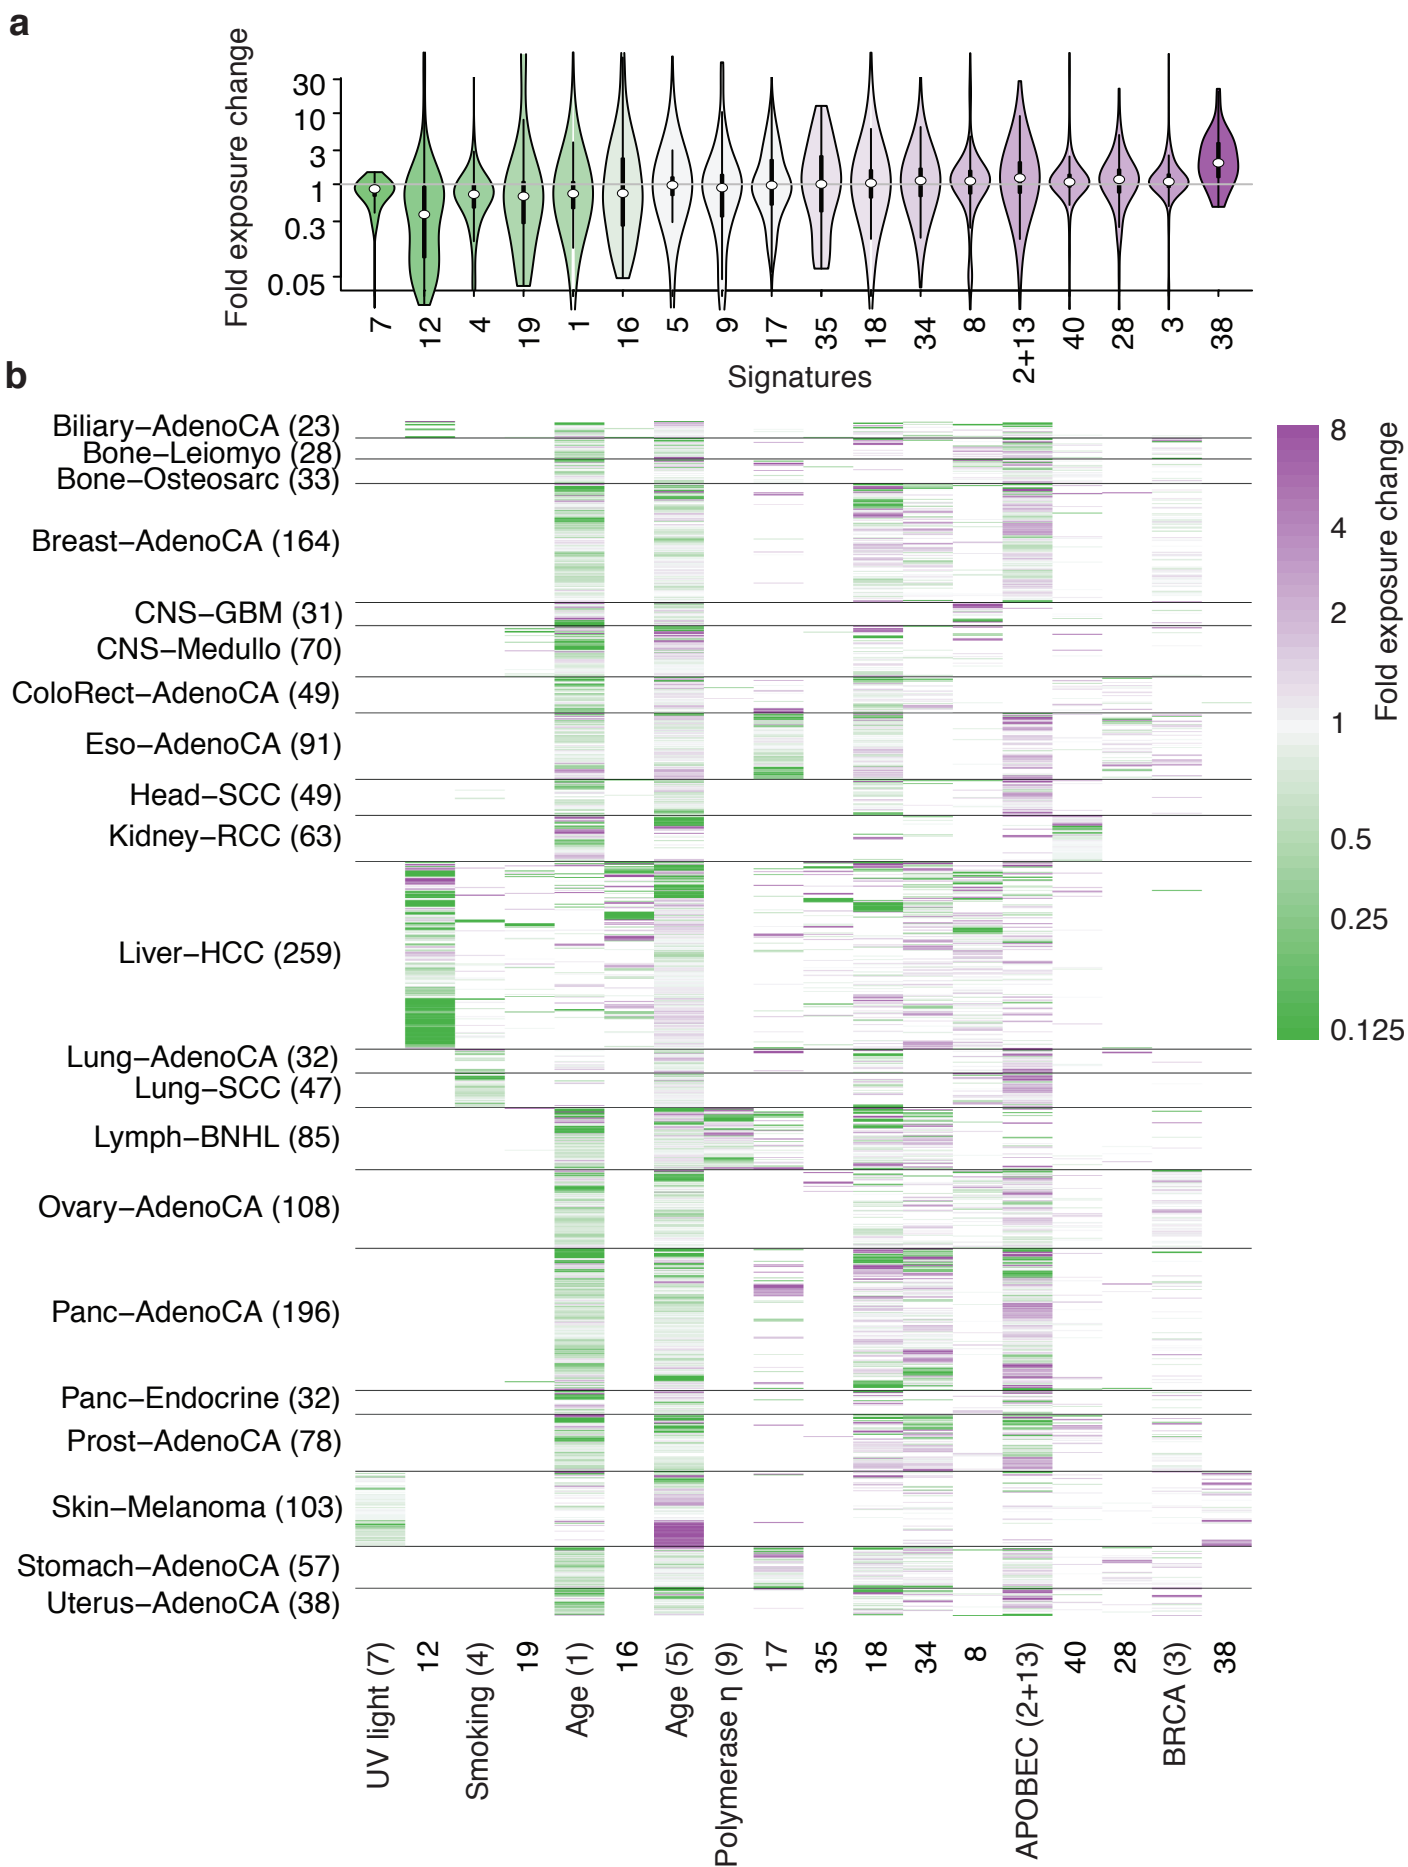 a
Fold exposure change
30
10
3
1
0.3
0.05
7
12
4
19
1
16
5
9
17
35
18
34
8
2+13
40
28
3
38
Signatures
b
Biliary−AdenoCA (23)
Bone−Leiomyo (28)
Bone−Osteosarc (33)
Breast−AdenoCA (164)
CNS−GBM (31)
CNS−Medullo (70)
ColoRect−AdenoCA (49)
Eso−AdenoCA (91)
Head−SCC (49)
Kidney−RCC (63)
Liver−HCC (259)
Lung−AdenoCA (32)
Lung−SCC (47)
Lymph−BNHL (85)
Ovary−AdenoCA (108)
Panc−AdenoCA (196)
Panc−Endocrine (32)
Prost−AdenoCA (78)
Skin−Melanoma (103)
Stomach−AdenoCA (57)
Uterus−AdenoCA (38)
UV light (7)
12
Smoking (4)
19
Age (1)
16
Age (5)
Polymerase η (9)
17
35
18
34
8
APOBEC (2+13)
40
28
BRCA (3)
38
8
4
2
1
0.5
0.25
0.125
Fold exposure change